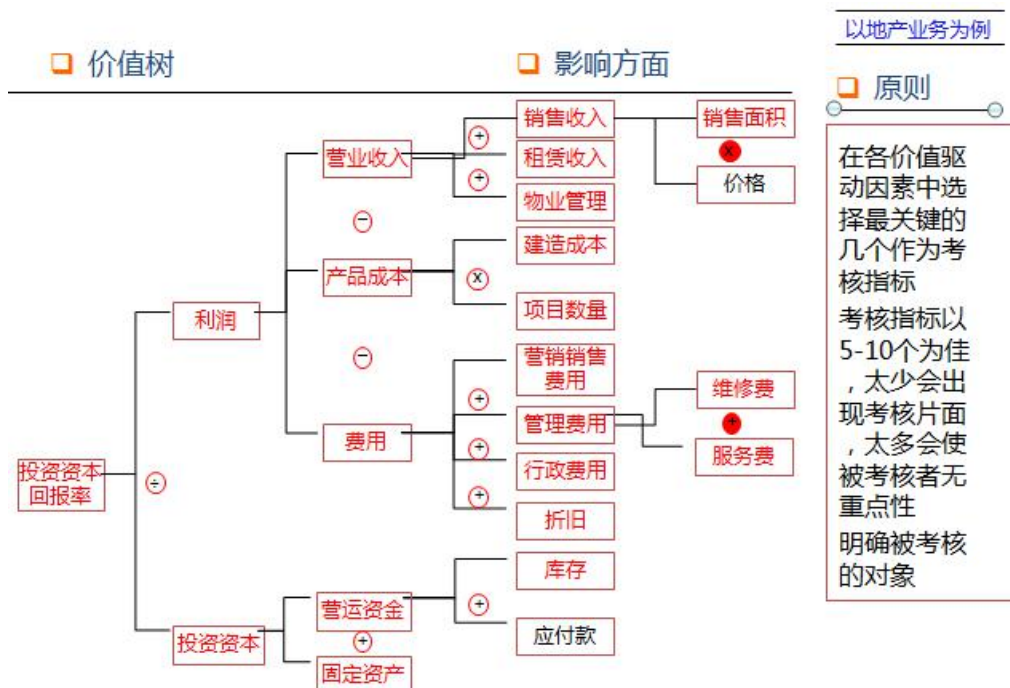 以地产业务为例
价值树
影响方面
原则
销售收入
销售面积
+
营业收入
租赁收入
x
+
价格
物业管理
−
建造成本
产品成本
x
利润
项目数量
−
营销销售
费用
+
维修费
管理费用
+
费用
+
服务费
行政费用
投资资本
回报率
÷
+
折旧
库存
营运资金
+
投资资本
+
应付款
固定资产
在各价值驱
动因素中选
择最关键的
几个作为考
核指标
考核指标以
5-10个为佳
，太少会出
现考核片面
，太多会使
被考核者无
重点性
明确被考核
的对象